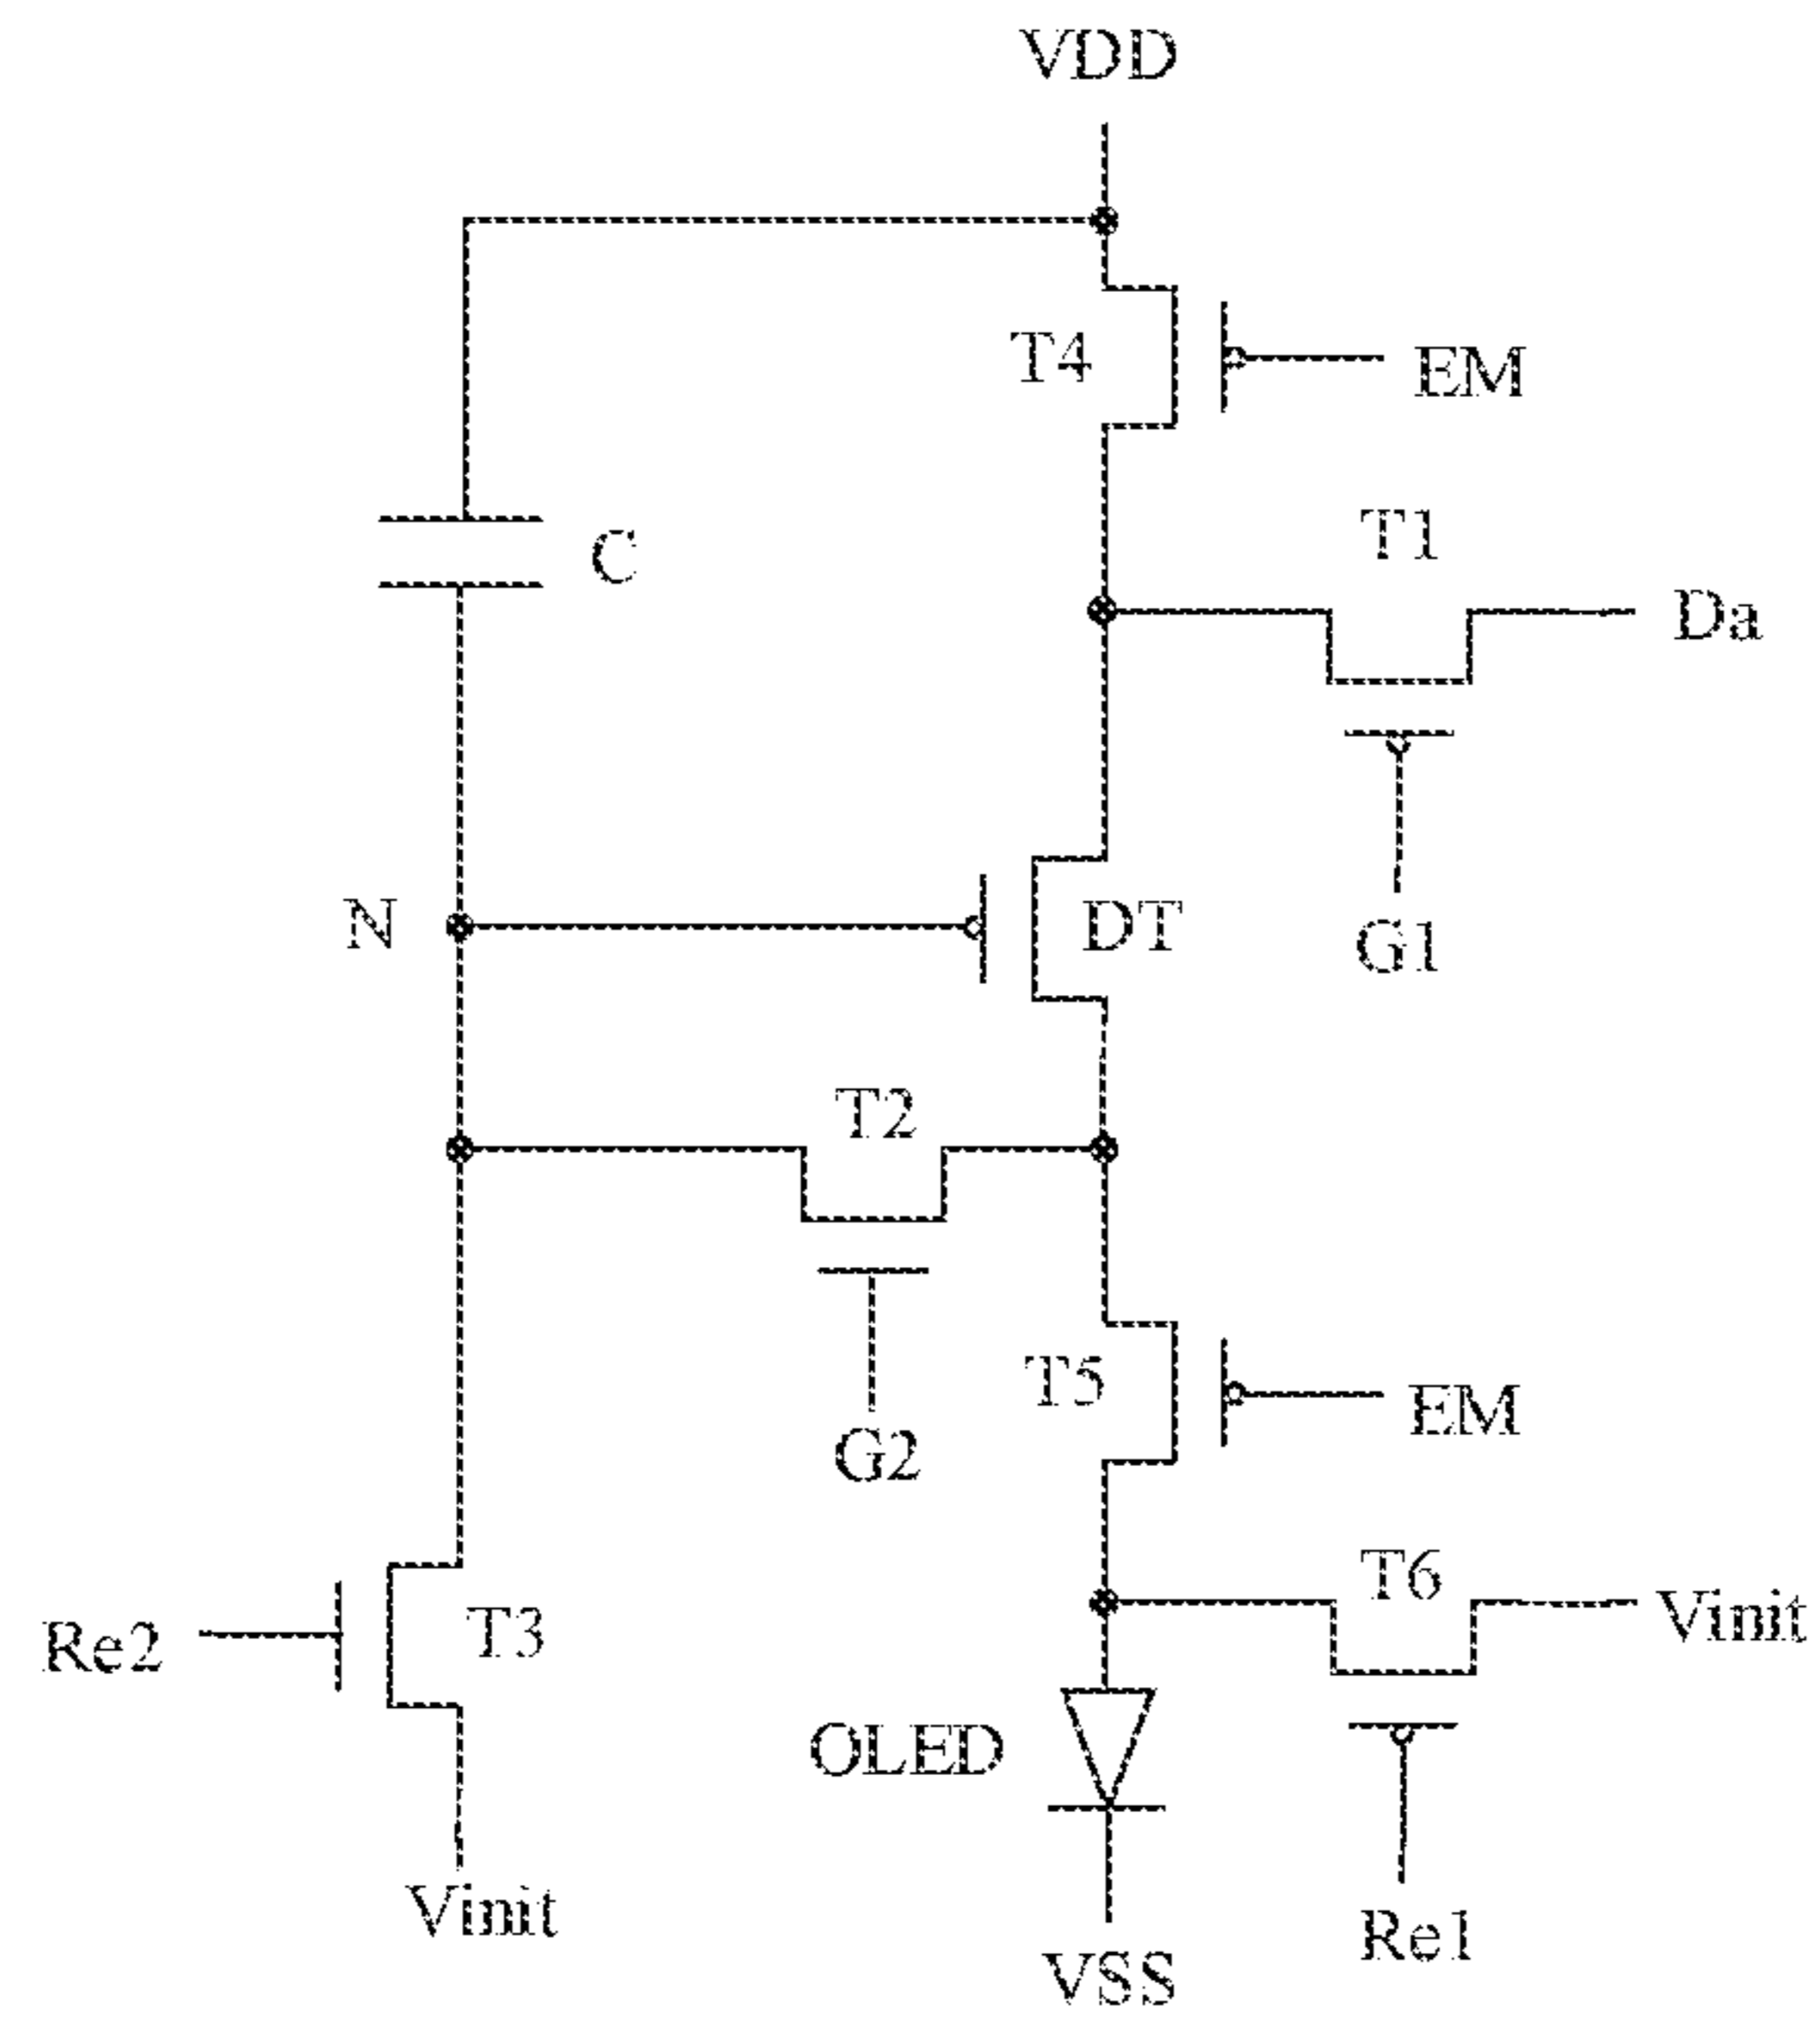 VDD
T4
EM
T1
C
Da
N
DT
G1
T2
T5
EM
G2
T6
Re2
T3
Vinit
OLED
Vinit
Re1
VSS